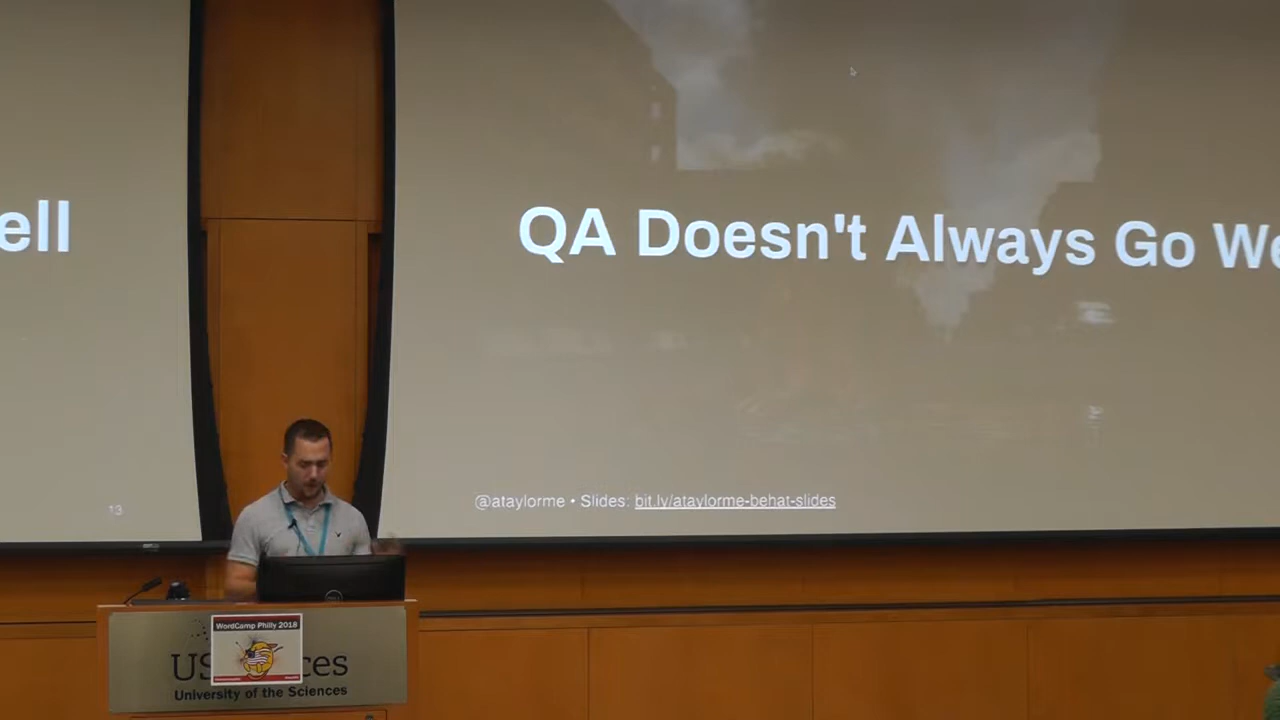 ell
QA Doesn't Always Go We
@ataylorme • Slides: bit.ly/ataylorme-behat-slides
13
WordCamp Philly 2018
US ces
University of the Sciences
DELL